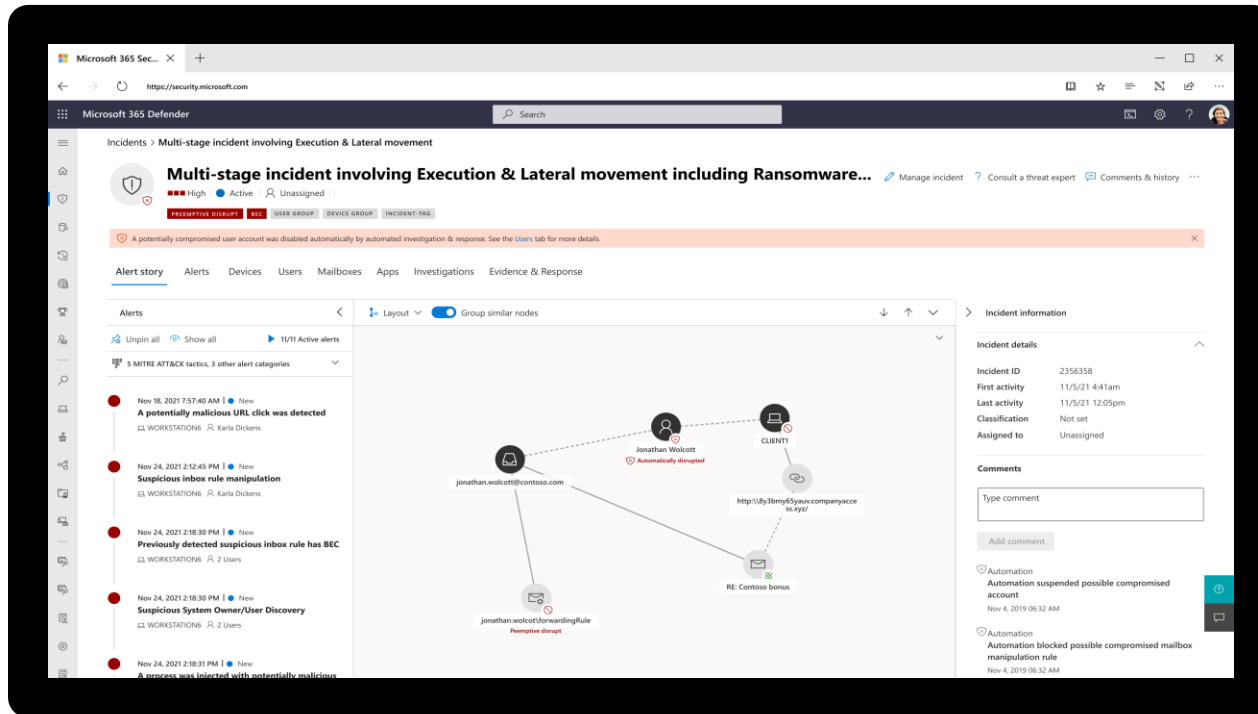 Microsoft 365 Sec...
https://security.microsoft.com
Microsoft 365 Defender
Search
Incidents > Multi-stage incident involving Execution & Lateral movement
Multi-stage incident involving Execution & Lateral movement including Ransomware...
Manage incident
Consult a threat expert
Comments & history
High
Active
Unassigned
PREEMPTIVE DISRUPT
BEC
USER GROUP
DEVICE GROUP
INCIDENT-TAG
A potentially compromised user account was disabled automatically by automated investigation & response. See the Users tab for more details
Alert story
Alerts
Devices
Users
Mailboxes
Apps
Investigations
Evidence & Response
Alerts
Unpin all
Show all
11/11 Active alerts
5 MITRE ATT&CK tactics, 3 other alert categories
Nov 18, 2021 7:57:40 AM | New
A potentially malicious URL click was detected
WORKSTATION6 Karla Dickens
Nov 24, 2021 2:12:45 PM | New
Suspicious inbox rule manipulation
WORKSTATION6 Karla Dickens
Nov 24, 2021 2:18:30 PM | New
Previously detected suspicious inbox rule has BEC
WORKSTATION6 2 Users
Nov 24, 2021 2:18:30 PM | New
Suspicious System Owner/User Discovery
WORKSTATION6 2 Users
Nov 24, 2021 2:18:31 PM | New
A process was injected with potentially malicious
Layout
Group similar nodes
Jonathan Wolcott
Automatically disrupted
CLIENT1
jonathan.wolcott@contoso.com
http:\\8y3bmy65yauv.companyacce
ss.xyz/
RE: Contoso bonus
jonathan.wolcot\forwardingRule
Peemptive disrupt
Incident information
Incident details
Incident ID 2356358
First activity 11/5/21 4:41am
Last activity 11/5/21 12:05pm
Classification Not set
Assigned to Unassigned
Comments
Type comment
Add comment
Automation
Automation suspended possible compromised
account
Nov 4, 2019 06:32 AM
Automation
Automation blocked possible compromised mailbox
manipulation rule
Nov 4, 2019 06:32 AM